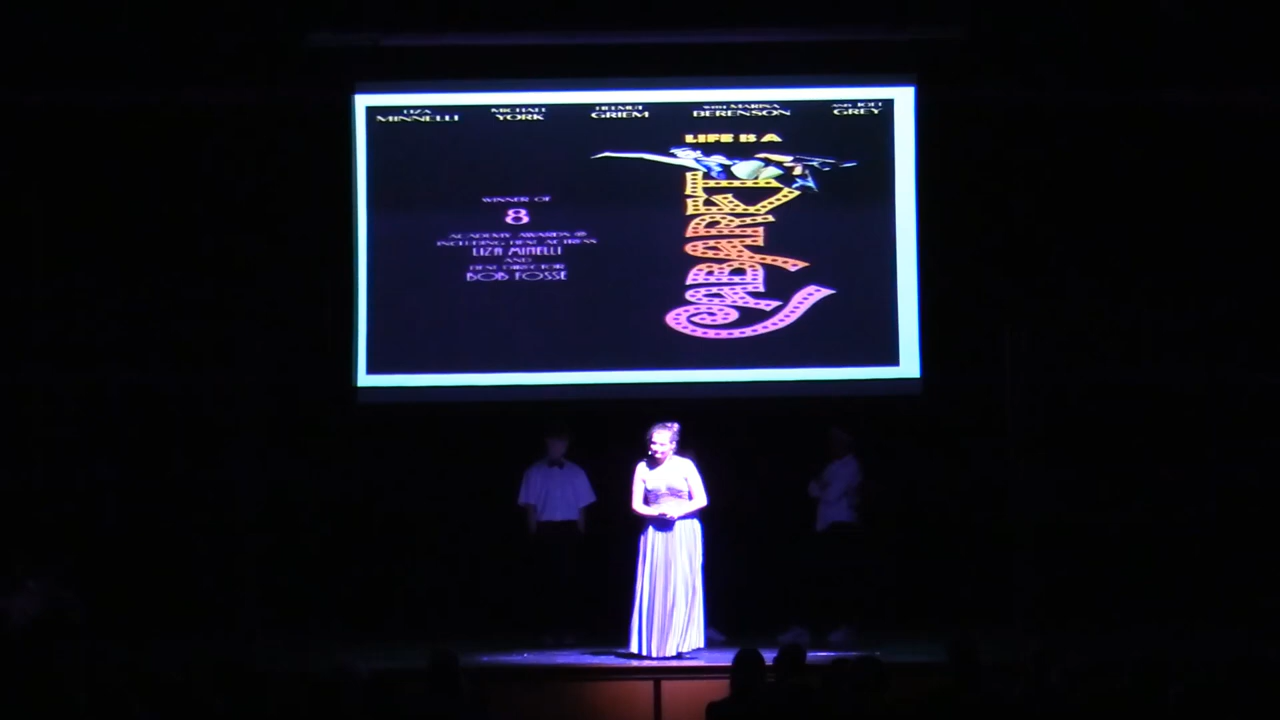 LIZA MINNELLI
MICHAEL YORK
HELMUT GRIEM
WITH MARISA BERENSON
AND JOEL GREY
LIFE IS A
CABARET
WINNER OF
8
ACADEMY AWARDS ®
INCLUDING BEST ACTRESS
LIZA MINELLI
AND
BEST DIRECTOR
BOB FOSSE